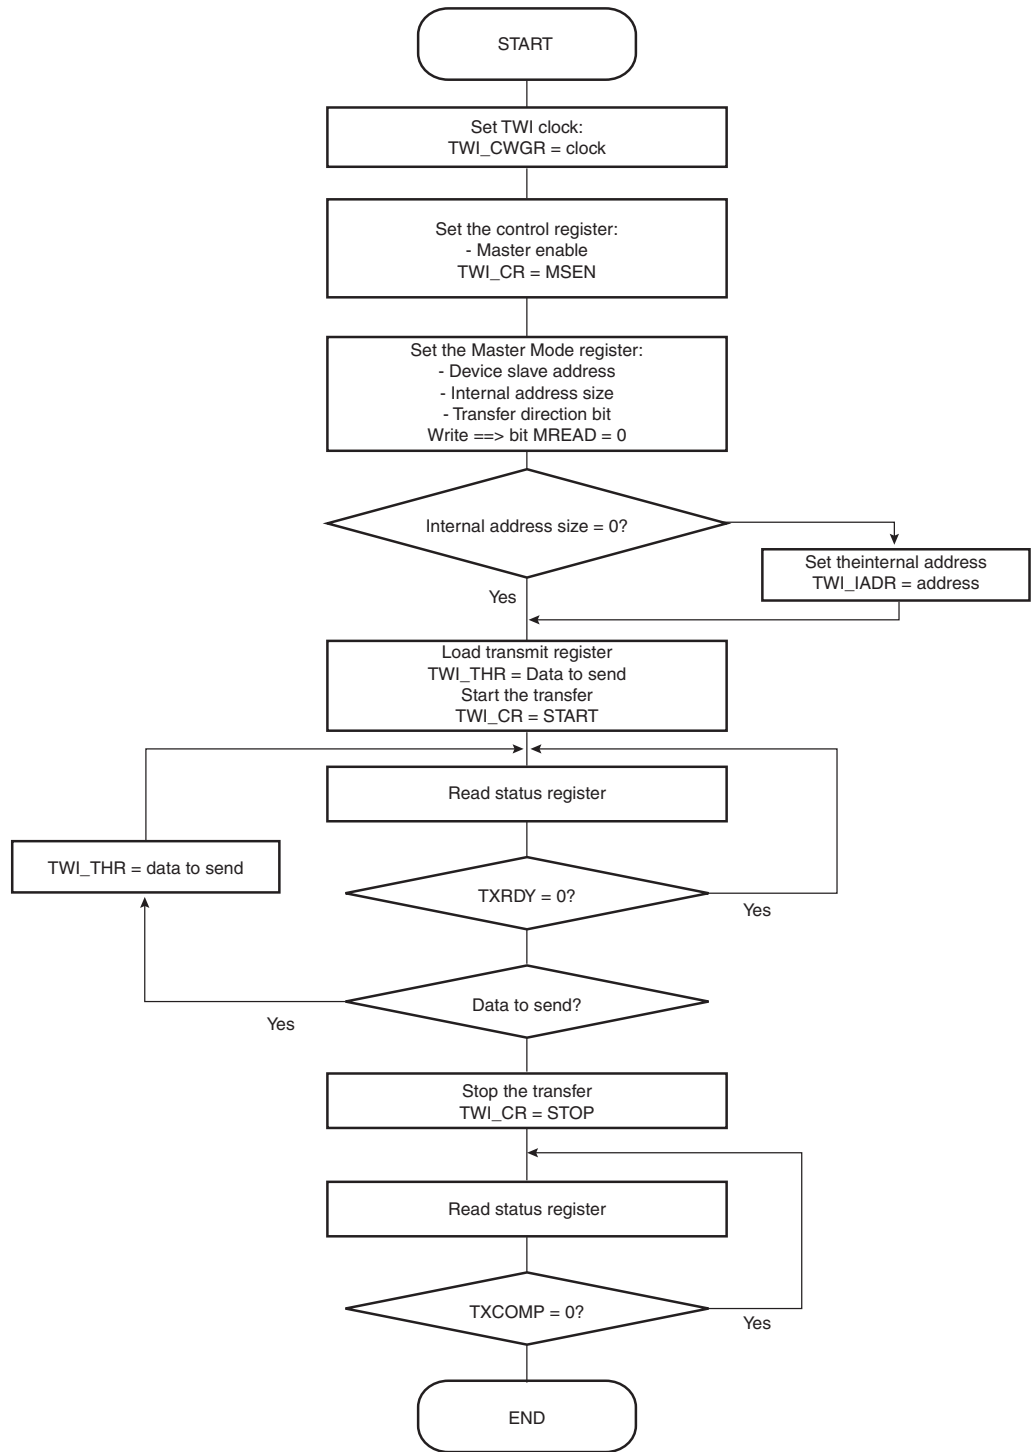 START
Set TWI clock:
TWI_CWGR = clock
Set the control register:
- Master enable
TWI_CR = MSEN
Set the Master Mode register:
- Device slave address
- Internal address size
- Transfer direction bit
Write ==> bit MREAD = 0
Internal address size = 0?
Set theinternal address
TWI_IADR = address
Yes
Load transmit register
TWI_THR = Data to send
Start the transfer
TWI_CR = START
Read status register
TWI_THR = data to send
TXRDY = 0?
Yes
Data to send?
Yes
Stop the transfer
TWI_CR = STOP
Read status register
TXCOMP = 0?
Yes
END